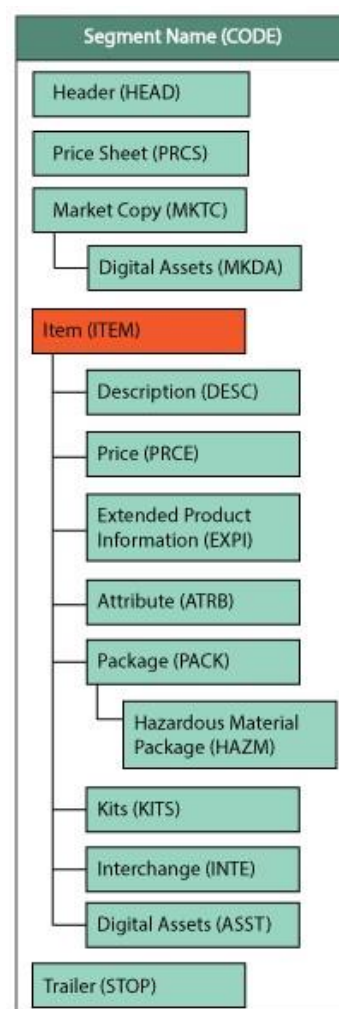 Segment Name (CODE)
Header (HEAD)
Price Sheet (PRCS)
Market Copy (MKTC)
Digital Assets (MKDA)
Item (ITEM)
Description (DESC)
Price (PRCE)
Extended Product
Information (EXPI)
Attribute (ATRB)
Package (PACK)
Hazardous Material
Package (HAZM)
Kits (KITS)
Interchange (INTE)
Digital Assets (ASST)
Trailer (STOP)